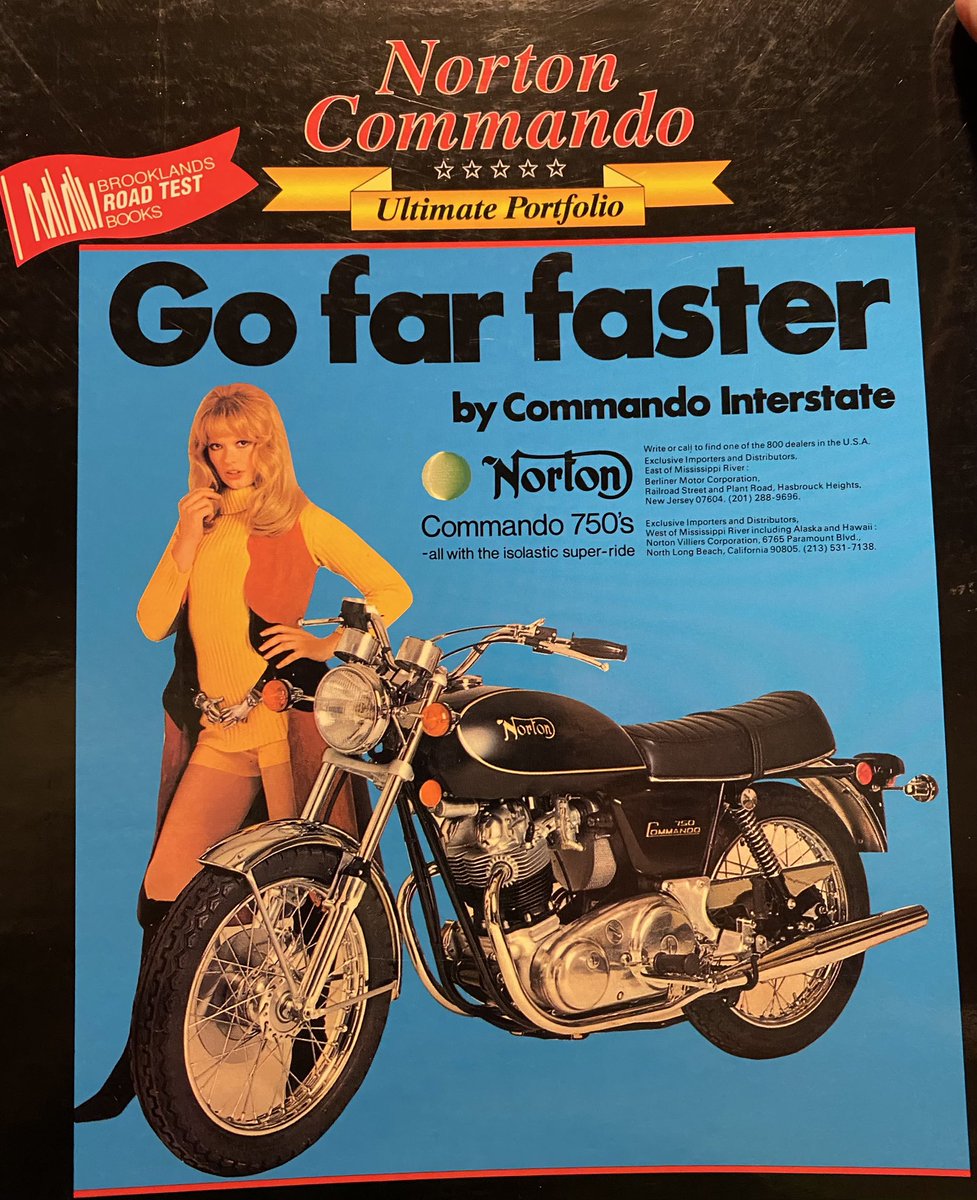 Norton
Commando
BROOKLANDS
ROAD TEST
BOOKS
Ultimate Portfolio
Go far faster
by Commando Interstate
Norton
Commando 750's
-all with the isolastic super-ride
Write or call to find one of the 800 dealers in the U.S.A.
Exclusive Importers and Distributors,
East of Mississippi River:
Berliner Motor Corporation,
Railroad Street and Plant Road, Hasbrouck Heights,
New Jersey 07604. (201) 288-9696.
Exclusive Importers and Distributors,
West of Mississippi River including Alaska and Hawaii:
Norton Villiers Corporation, 6765 Paramount Blvd.,
North Long Beach, California 90805. (213) 531-7138.
Norton
750
COMMANDO